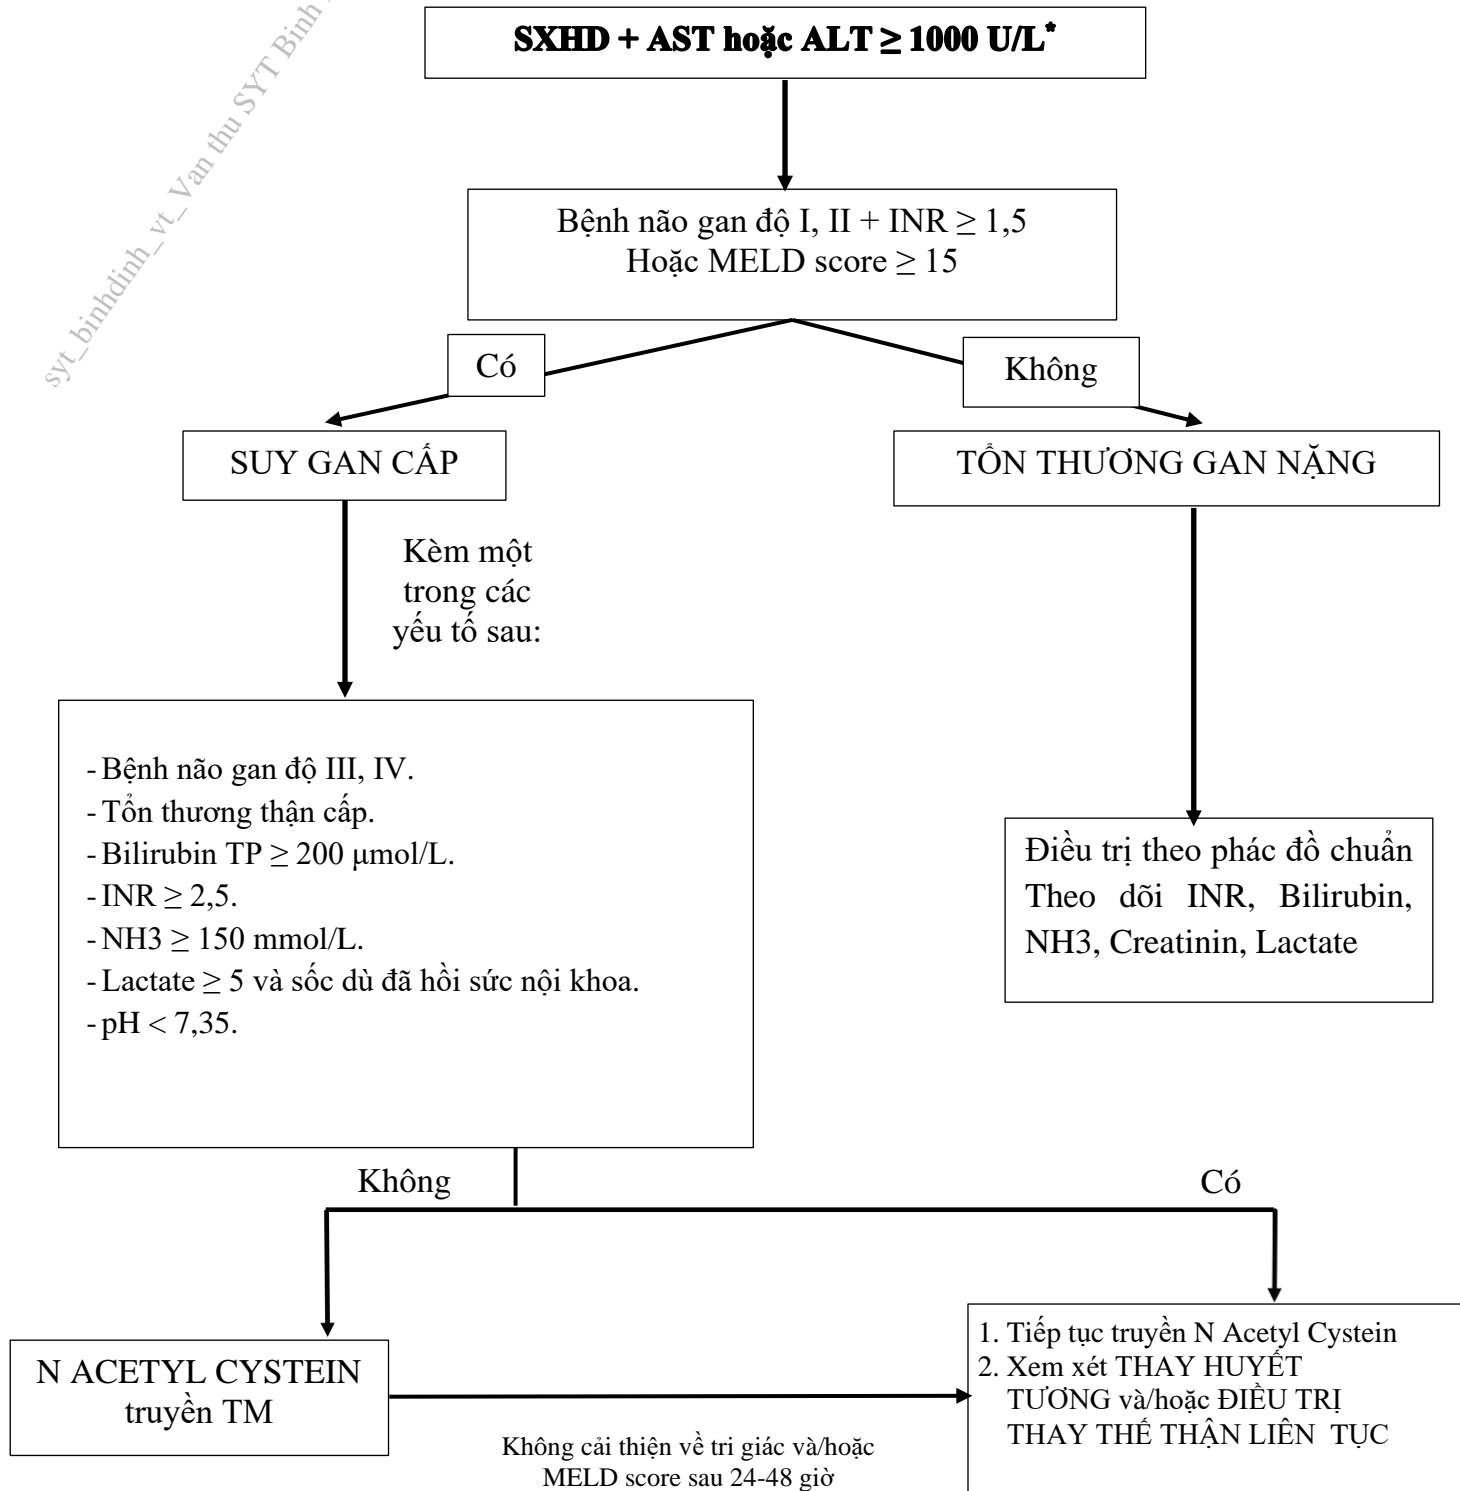 SXHD + AST hoặc ALT ≥ 1000 U/L*
syt_binhdinh_vt_Van thu SYT Binh
Bệnh não gan độ I, II + INR ≥ 1,5
Hoặc MELD score ≥ 15
Có
Không
SUY GAN CẤP
TỔN THƯƠNG GAN NẶNG
Kèm một
trong các
yếu tố sau:
- Bệnh não gan độ III, IV.
- Tổn thương thận cấp.
- Bilirubin TP ≥ 200 μmol/L.
- INR ≥ 2,5.
- NH3 ≥ 150 mmol/L.
- Lactate ≥ 5 và sốc dù đã hồi sức nội khoa.
- pH < 7,35.
Điều trị theo phác đồ chuẩn
Theo dõi INR, Bilirubin,
NH3, Creatinin, Lactate
Không
Có
N ACETYL CYSTEIN
truyền TM
Không cải thiện về tri giác và/hoặc
MELD score sau 24-48 giờ
1. Tiếp tục truyền N Acetyl Cystein
2. Xem xét THAY HUYẾT
TƯƠNG và/hoặc ĐIỀU TRỊ
THAY THẾ THẬN LIÊN TỤC